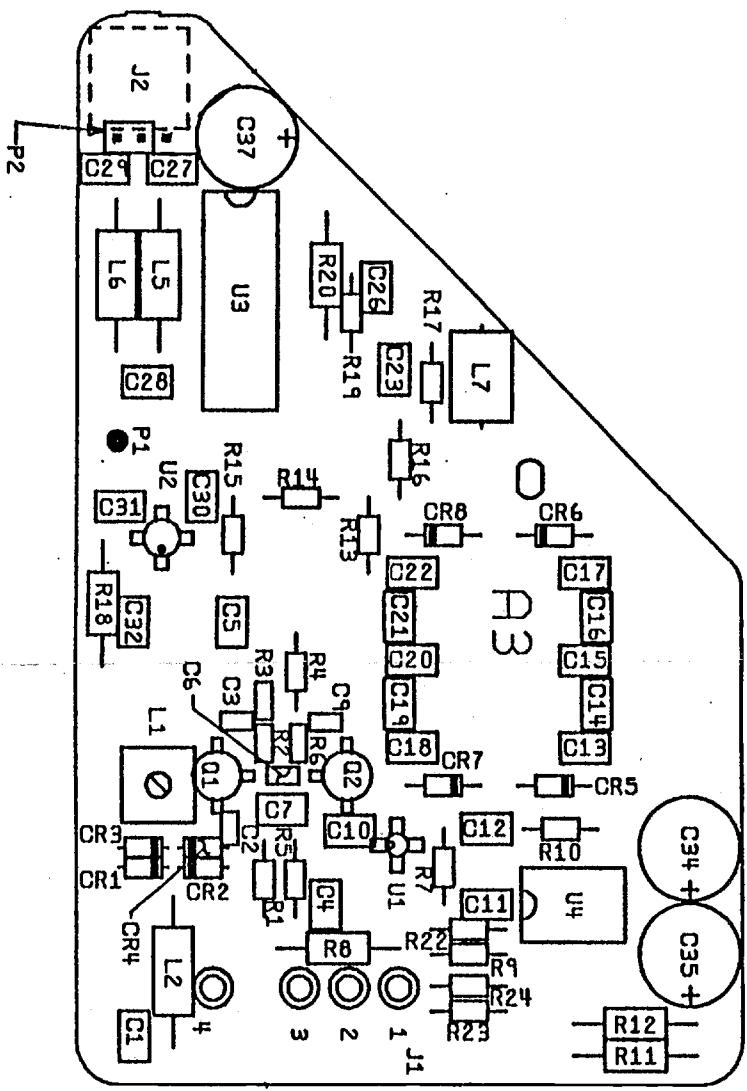 J2
C37
+
P2
C29
C27
L6
L5
U3
R20
C26
R19
C23
R17
L7
C28
P1
U2
R15
R14
R16
C31
C30
R13
CR8
CR6
R18
C32
C5
C22
C17
C21
C16
A3
C20
C15
C19
C14
C18
C13
C6
R3
R4
C3
C9
R2
R6
L1
Q1
Q2
C7
CR7
CR5
C2
C10
C12
R10
C34
+
CR3
CR1
CR2
R5
U1
R7
CR4
R1
C4
C11
U4
C35
+
R22
R8
R9
L2
R24
R23
4
3
2
1
J1
C1
R12
R11